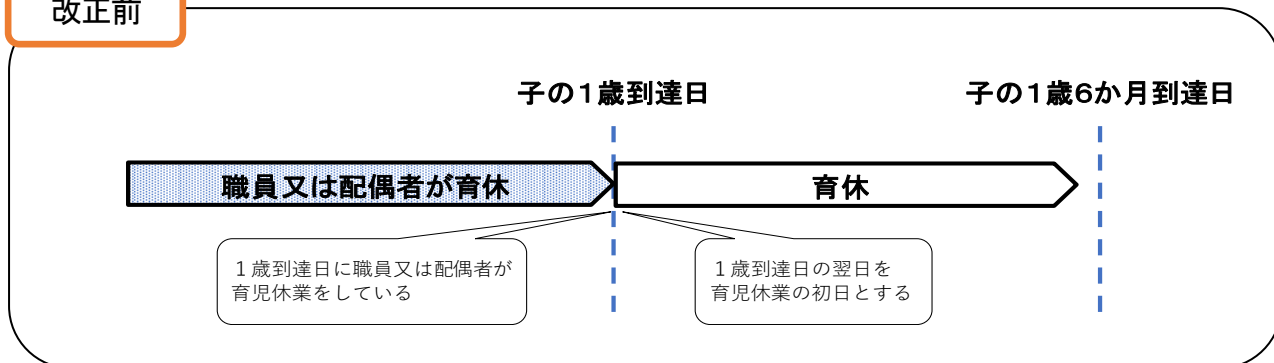 改正前
子の１歳到達日
子の１歳６か月到達日
職員又は配偶者が育休
育休
１歳到達日に職員又は配偶者が
育児休業をしている
１歳到達日の翌日を
育児休業の初日とする